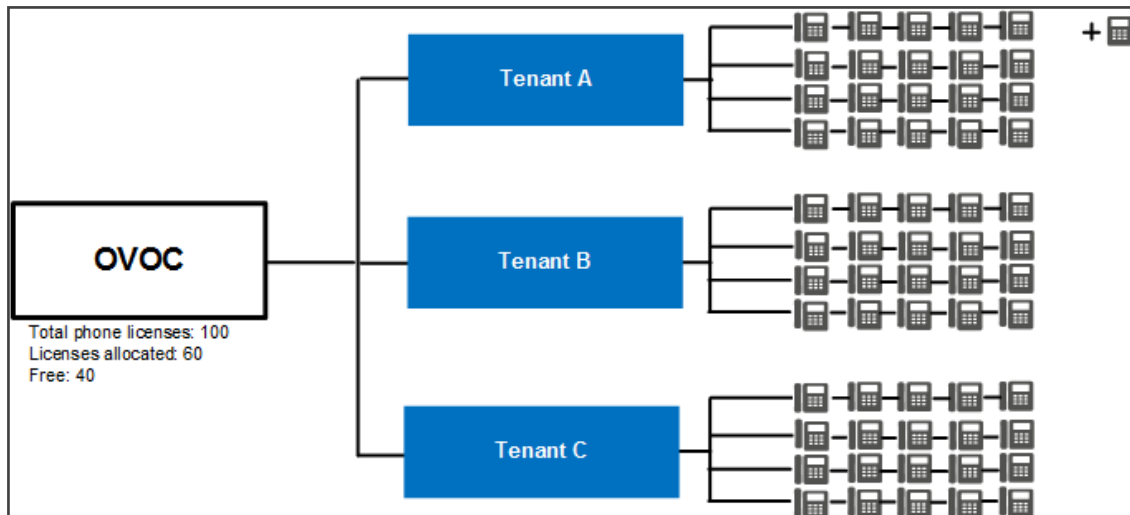 Tenant A
+
Tenant B
OVOC
Total phone licenses: 100
Licenses allocated: 60
Free: 40
Tenant C